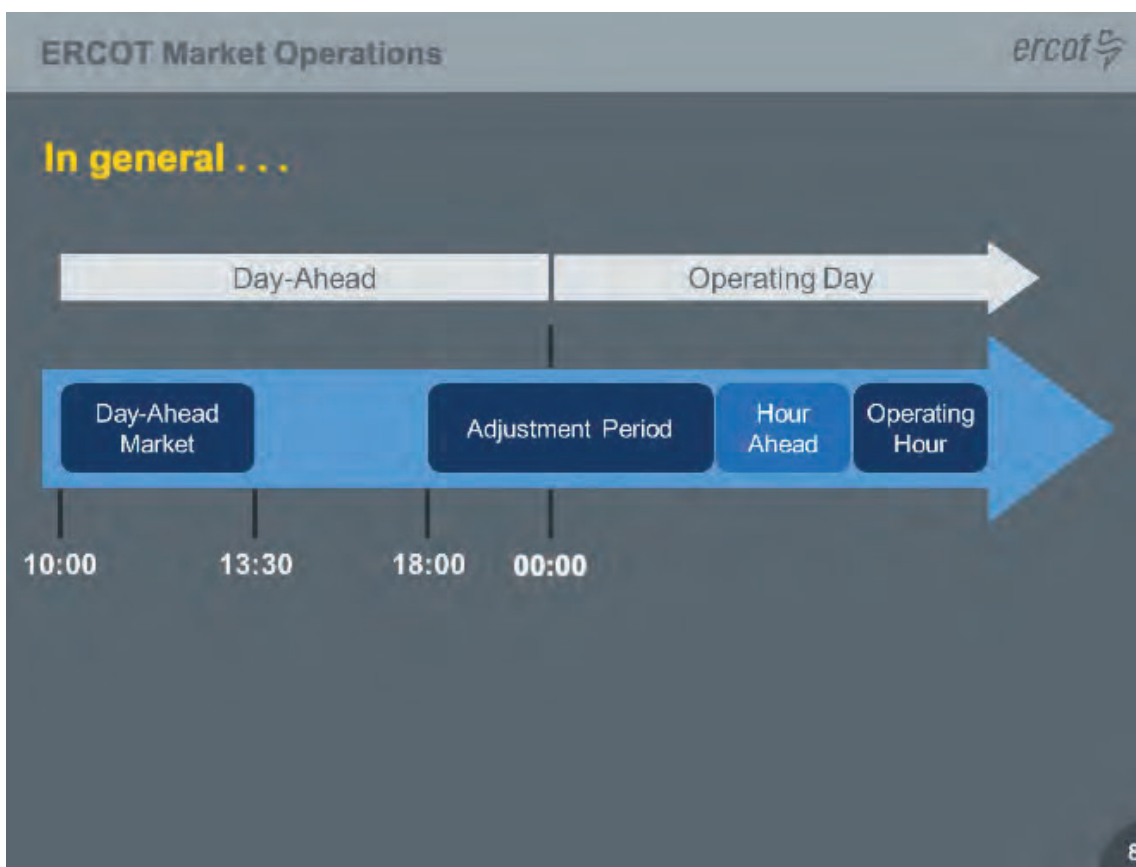 ERCOT Market Operations
ercot
In general . . .
Day-Ahead
Operating Day
Day-Ahead
Market
Adjustment Period
Hour
Ahead
Operating
Hour
10:00
13:30
18:00
00:00
8